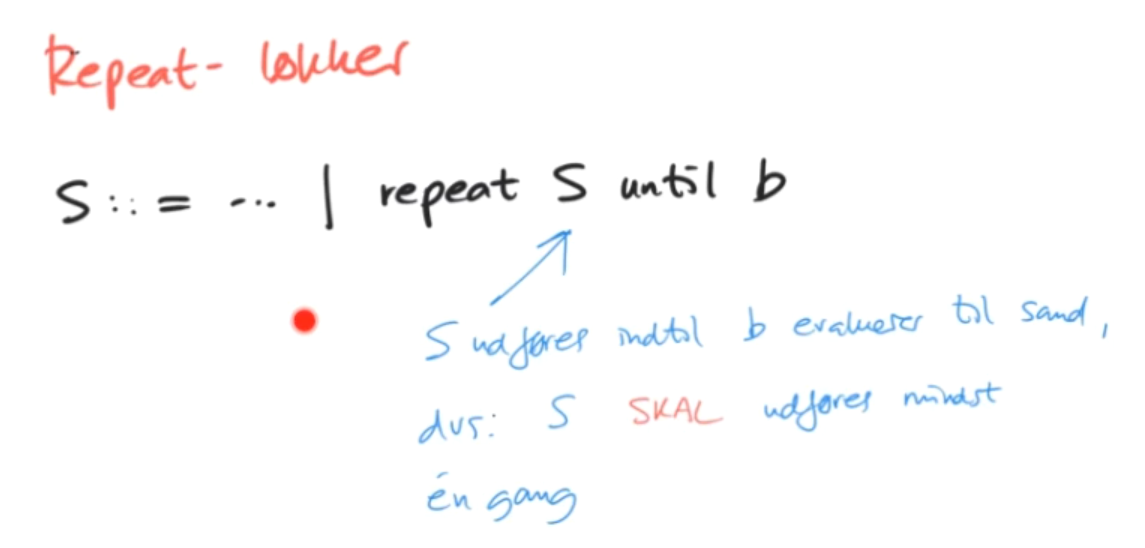 Repeat-løkker
S ::= ... | repeat S until b
S udføres indtil b evaluerer til sand,
dvs: S SKAL udføres mindst
én gang